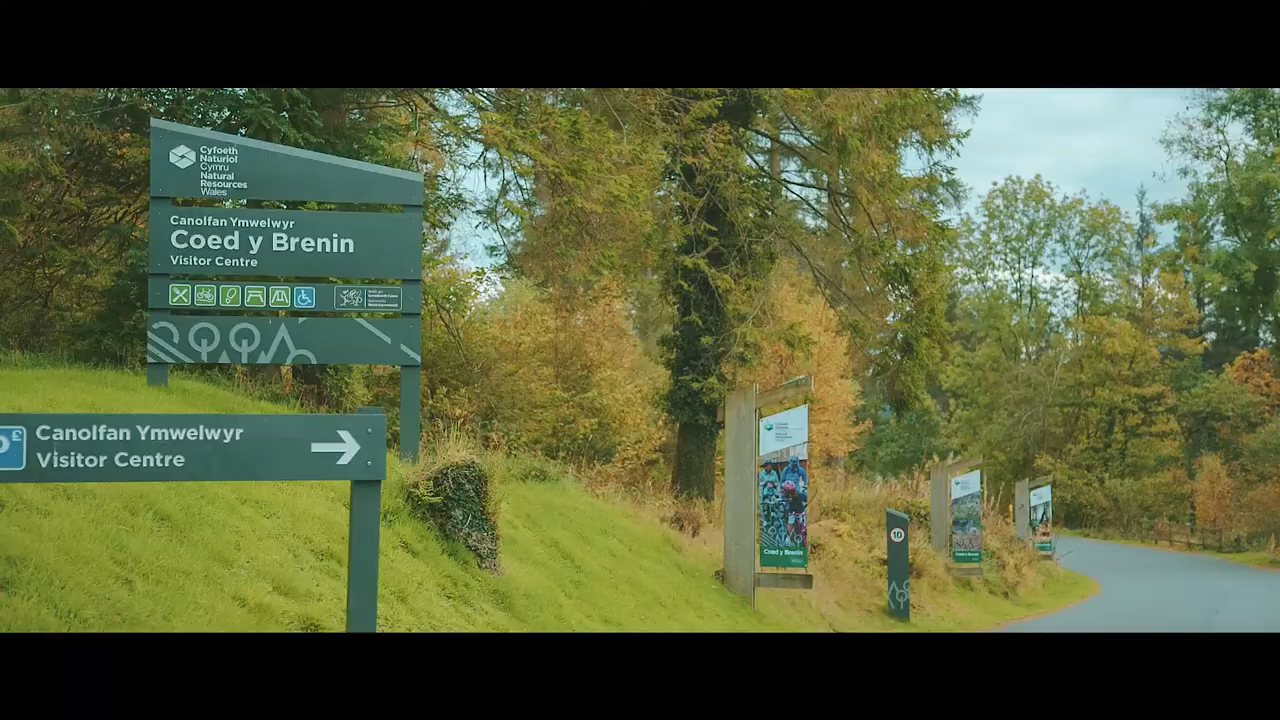 Cyfoeth
Naturiol
Cymru
Natural
Resources
Wales
Canolfan Ymwelwyr
Coed y Brenin
Visitor Centre
£
Canolfan Ymwelwyr
Visitor Centre
Coed y Brenin
10